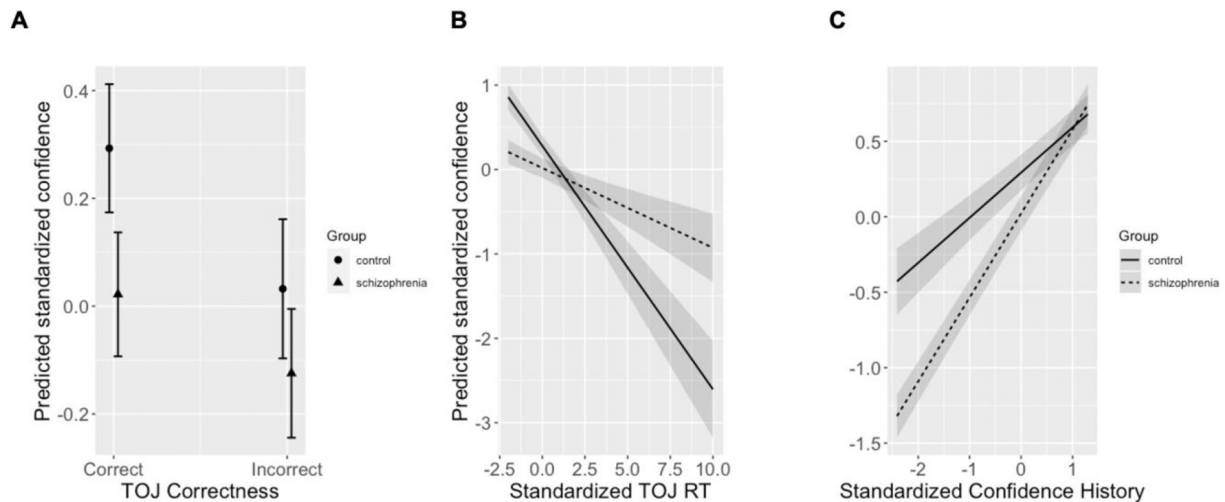 A
Predicted standardized confidence
0.4
0.2
0.0
-0.2
Correct
Incorrect
TOJ Correctness
Group
control
schizophrenia
B
Predicted standardized confidence
1
0
-1
-2
-3
-2.5
0.0
2.5
5.0
7.5
10.0
Standardized TOJ RT
Group
control
schizophrenia
C
0.5
0.0
-0.5
-1.0
-1.5
-2
-1
0
1
Standardized Confidence History
Group
control
schizophrenia